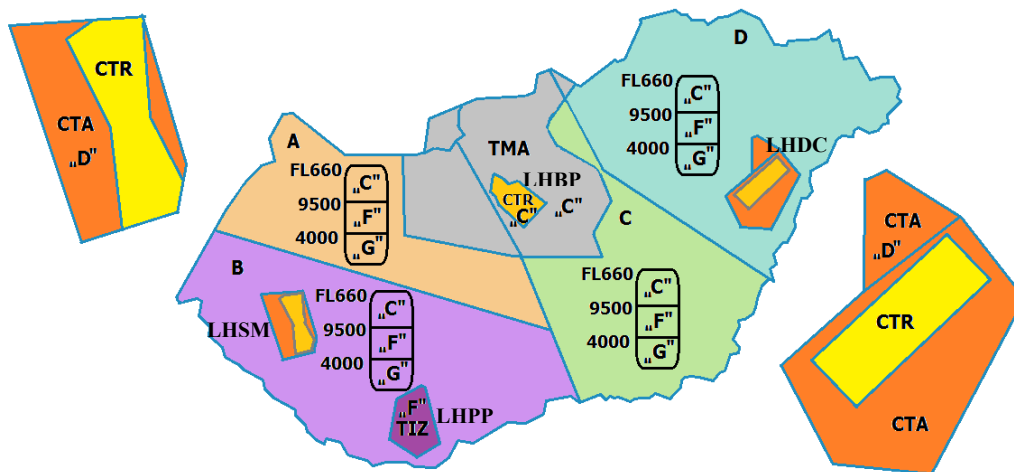 CTR
CTA
„D"
A
FL660
„C"
9500
„F"
4000
„G"
B
FL660
„C"
9500
„F"
4000
„G"
LHSM
„F"
TIZ
LHPP
TMA
LHBP
CTR
„C"
„C"
C
FL660
„C"
9500
„F"
4000
„G"
D
FL660
„C"
9500
„F"
4000
„G"
LHDC
CTA
„D"
CTR
CTA